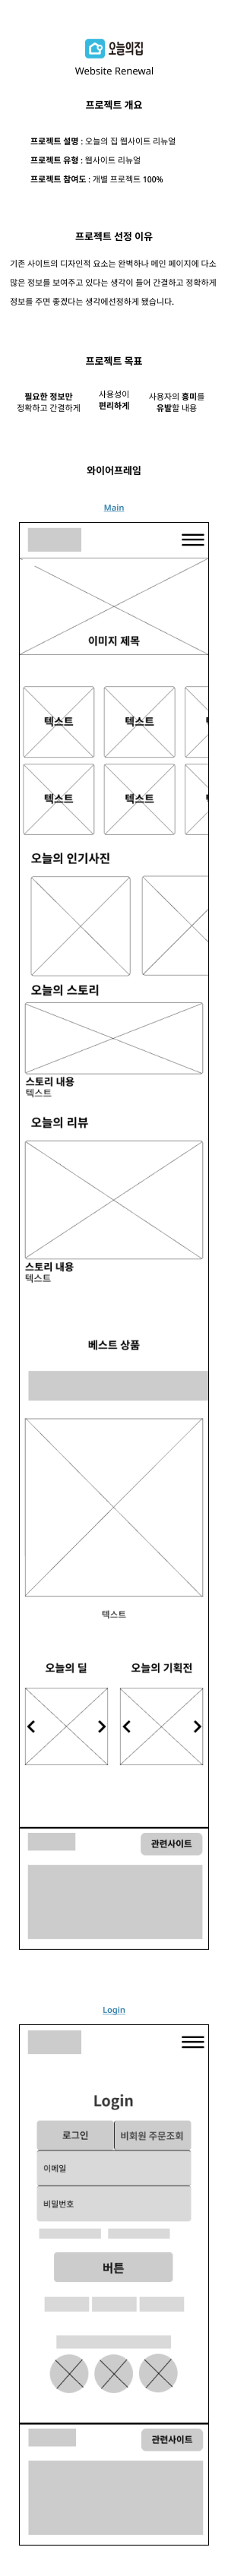 오늘의집
Website Renewal
프로젝트 개요
프로젝트 설명 : 오늘의 집 웹사이트 리뉴얼
프로젝트 유형 : 웹사이트 리뉴얼
프로젝트 참여도 : 개별 프로젝트 100%
프로젝트 선정 이유
기존 사이트의 디자인적 요소는 완벽하나 메인 페이지에 다소
많은 정보를 보여주고 있다는 생각이 들어 간결하고 정확하게
정보를 주면 좋겠다는 생각에선정하게 됐습니다.
프로젝트 목표
필요한 정보만
정확하고 간결하게
사용성이
편리하게
사용자의 흥미를
유발할 내용
와이어프레임
Main
이미지 제목
텍스트 텍스트
텍스트 텍스트
오늘의 인기사진
오늘의 스토리
스토리 내용
텍스트
오늘의 리뷰
스토리 내용
텍스트
베스트 상품
텍스트
오늘의 딜 오늘의 기획전
관련사이트
Login
Login
로그인 비회원 주문조회
이메일
비밀번호
버튼
관련사이트